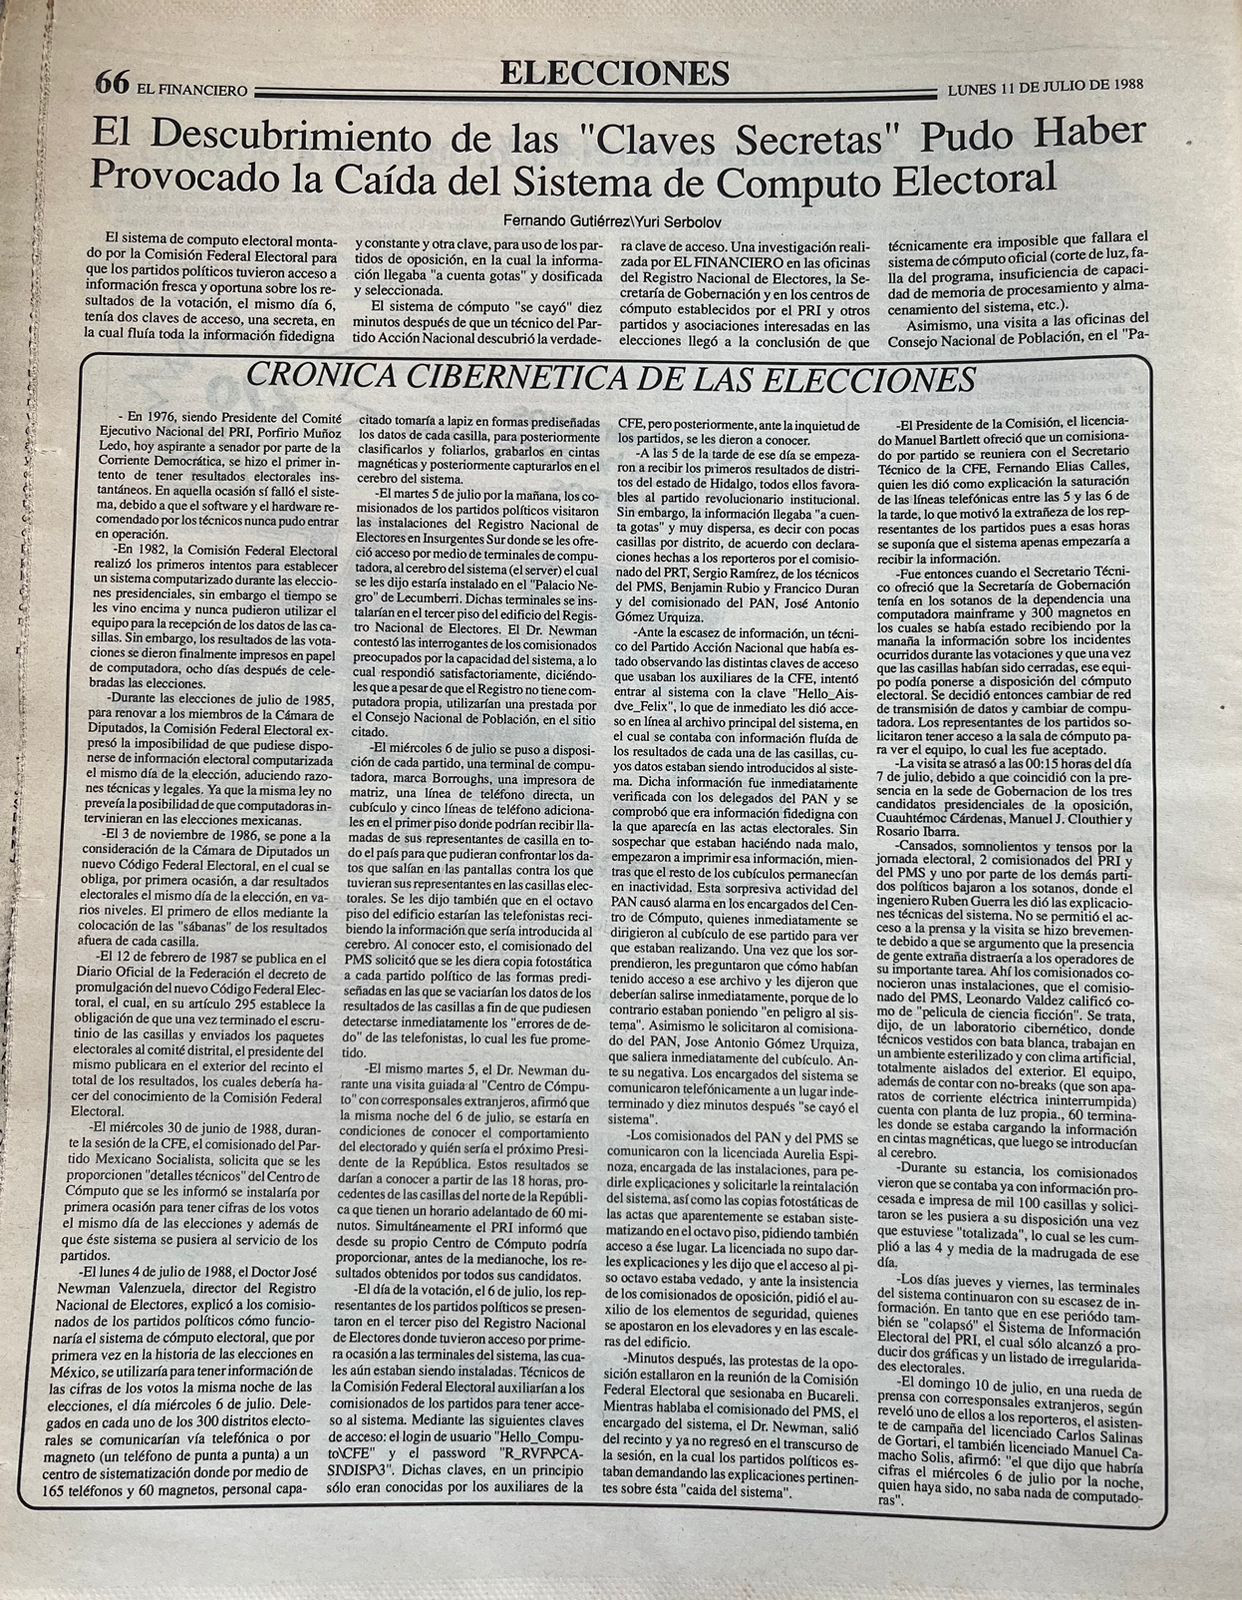 ELECCIONES
66 EL FINANCIERO
LUNES 11 DE JULIO DE 1988
El Descubrimiento de las "Claves Secretas" Pudo Haber
Provocado la Caída del Sistema de Computo Electoral
Fernando Gutiérrez\Yuri Serbolov
El sistema de computo electoral monta-
do por la Comisión Federal Electoral para
que los partidos políticos tuvieron acceso a
información fresca y oportuna sobre los re-
sultados de la votación, el mismo día 6,
tenía dos claves de acceso, una secreta, en
la cual fluía toda la información fidedigna
y constante y otra clave, para uso de los par-
tidos de oposición, en la cual la informa-
ción llegaba "a cuenta gotas" y dosificada
y seleccionada.
El sistema de cómputo "se cayó" diez
minutos después de que un técnico del Par-
tido Acción Nacional descubrió la verdade-
ra clave de acceso. Una investigación reali-
zada por EL FINANCIERO en las oficinas
del Registro Nacional de Electores, la Se-
cretaría de Gobernación y en los centros de
cómputo establecidos por el PRI y otros
partidos y asociaciones interesadas en las
elecciones llegó a la conclusión de que
técnicamente era imposible que fallara el
sistema de cómputo oficial (corte de luz, fa-
lla del programa, insuficiencia de capaci-
dad de memoria de procesamiento y alma-
cenamiento del sistema, etc.).
Asimismo, una visita a las oficinas del
Consejo Nacional de Población, en el "Pa-
CRONICA CIBERNETICA DE LAS ELECCIONES
- En 1976, siendo Presidente del Comité
Ejecutivo Nacional del PRI, Porfirio Muñoz
Ledo, hoy aspirante a senador por parte de la
Corriente Democrática, se hizo el primer in-
tento de tener resultados electorales ins-
tantáneos. En aquella ocasión sí falló el siste-
ma, debido a que el software y el hardware re-
comendado por los técnicos nunca pudo entrar
en operación.
-En 1982, la Comisión Federal Electoral
realizó los primeros intentos para establecer
un sistema computarizado durante las eleccio-
nes presidenciales, sin embargo el tiempo se
les vino encima y nunca pudieron utilizar el
equipo para la recepción de los datos de las ca-
sillas. Sin embargo, los resultados de las vota-
ciones se dieron finalmente impresos en papel
de computadora, ocho días después de cele-
bradas las elecciones.
-Durante las elecciones de julio de 1985,
para renovar a los miembros de la Cámara de
Diputados, la Comisión Federal Electoral ex-
presó la imposibilidad de que pudiese dispo-
nerse de información electoral computarizada
el mismo día de la elección, aduciendo razo-
nes técnicas y legales. Ya que la misma ley no
preveía la posibilidad de que computadoras in-
tervinieran en las elecciones mexicanas.
-El 3 de noviembre de 1986, se pone a la
consideración de la Cámara de Diputados un
nuevo Código Federal Electoral, en el cual se
obliga, por primera ocasión, a dar resultados
electorales el mismo día de la elección, en va-
rios niveles. El primero de ellos mediante la
colocación de las "sábanas" de los resultados
afuera de cada casilla.
-El 12 de febrero de 1987 se publica en el
Diario Oficial de la Federación el decreto de
promulgación del nuevo Código Federal Elec-
toral, el cual, en su artículo 295 establece la
obligación de que una vez terminado el escru-
tinio de las casillas y enviados los paquetes
electorales al comité distrital, el presidente del
mismo publicara en el exterior del recinto el
total de los resultados, los cuales debería ha-
cer del conocimiento de la Comisión Federal
Electoral.
-El miércoles 30 de junio de 1988, duran-
te la sesión de la CFE, el comisionado del Par-
tido Mexicano Socialista, solicita que se les
proporcionen "detalles técnicos" del Centro de
Cómputo que se les informó se instalaría por
primera ocasión para tener cifras de los votos
el mismo día de las elecciones y además de
que éste sistema se pusiera al servicio de los
partidos.
-El lunes 4 de julio de 1988, el Doctor José
Newman Valenzuela, director del Registro
Nacional de Electores, explicó a los comisio-
nados de los partidos políticos cómo funcio-
naría el sistema de cómputo electoral, que por
primera vez en la historia de las elecciones en
México, se utilizaría para tener información de
las cifras de los votos la misma noche de las
elecciones, el día miércoles 6 de julio. Dele-
gados en cada uno de los 300 distritos electo-
rales se comunicarían vía telefónica o por
magneto (un teléfono de punta a punta) a un
centro de sistematización donde por medio de
165 teléfonos y 60 magnetos, personal capa-
citado tomaría a lapiz en formas prediseñadas
los datos de cada casilla, para posteriormente
clasificarlos y foliarlos, grabarlos en cintas
magnéticas y posteriormente capturarlos en el
cerebro del sistema.
-El martes 5 de julio por la mañana, los co-
misionados de los partidos políticos visitaron
las instalaciones del Registro Nacional de
Electores en Insurgentes Sur donde se les ofre-
ció acceso por medio de terminales de compu-
tadora, al cerebro del sistema (el server) el cual
se les dijo estaría instalado en el "Palacio Ne-
gro" de Lecumberri. Dichas terminales se ins-
talarían en el tercer piso del edificio del Regis-
tro Nacional de Electores. El Dr. Newman
contestó las interrogantes de los comisionados
preocupados por la capacidad del sistema, a lo
cual respondió satisfactoriamente, diciéndo-
les que a pesar de que el Registro no tiene com-
putadora propia, utilizarían una prestada por
el Consejo Nacional de Población, en el sitio
citado.
-El miércoles 6 de julio se puso a disposi-
ción de cada partido, una terminal de compu-
tadora, marca Borroughs, una impresora de
matriz, una línea de teléfono directa, un
cubículo y cinco líneas de teléfono adiciona-
les en el primer piso donde podrían recibir lla-
madas de sus representantes de casilla en to-
do el país para que pudieran confrontar los da-
tos que salían en las pantallas contra los que
tuvieran sus representantes en las casillas elec-
torales. Se les dijo también que en el octavo
piso del edificio estarían las telefonistas reci-
biendo la información que sería introducida al
cerebro. Al conocer esto, el comisionado del
PMS solicitó que se les diera copia fotostática
a cada partido político de las formas predi-
señadas en las que se vaciarían los datos de los
resultados de las casillas a fin de que pudiesen
detectarse inmediatamente los "errores de de-
do" de las telefonistas, lo cual les fue prome-
tido.
-El mismo martes 5, el Dr. Newman du-
rante una visita guiada al "Centro de Cómpu-
to" con corresponsales extranjeros, afirmó que
la misma noche del 6 de julio, se estaría en
condiciones de conocer el comportamiento
del electorado y quién sería el próximo Presi-
dente de la República. Estos resultados se
darían a conocer a partir de las 18 horas, pro-
cedentes de las casillas del norte de la Repúbli-
ca que tienen un horario adelantado de 60 mi-
nutos. Simultáneamente el PRI informó que
desde su propio Centro de Cómputo podría
proporcionar, antes de la medianoche, los re-
sultados obtenidos por todos sus candidatos.
-El día de la votación, el 6 de julio, los rep-
resentantes de los partidos políticos se presen-
taron en el tercer piso del Registro Nacional
de Electores donde tuvieron acceso por prime-
ra ocasión a las terminales del sistema, las cua-
les aún estaban siendo instaladas. Técnicos de
la Comisión Federal Electoral auxiliarían a los
comisionados de los partidos para tener acce-
so al sistema. Mediante las siguientes claves
de acceso: el login de usuario "Hello_Compu-
to\CFE" y el password "R_RVF\PCA-
SI\DISP\3". Dichas claves, en un principio
sólo eran conocidas por los auxiliares de la
CFE, pero posteriormente, ante la inquietud de
los partidos, se les dieron a conocer.
-A las 5 de la tarde de ese día se empeza-
ron a recibir los primeros resultados de distri-
tos del estado de Hidalgo, todos ellos favora-
bles al partido revolucionario institucional.
Sin embargo, la información llegaba "a cuen-
ta gotas" y muy dispersa, es decir con pocas
casillas por distrito, de acuerdo con declara-
ciones hechas a los reporteros por el comisio-
nado del PRT, Sergio Ramírez, de los técnicos
del PMS, Benjamin Rubio y Francico Duran
y del comisionado del PAN, José Antonio
Gómez Urquiza.
-Ante la escasez de información, un técni-
co del Partido Acción Nacional que había es-
tado observando las distintas claves de acceso
que usaban los auxiliares de la CFE, intentó
entrar al sistema con la clave "Hello_Ais-
dve_Felix", lo que de inmediato les dió acce-
so en línea al archivo principal del sistema, en
el cual se contaba con información fluída de
los resultados de cada una de las casillas, cu-
yos datos estaban siendo introducidos al siste-
ma. Dicha información fue inmediatamente
verificada con los delegados del PAN y se
comprobó que era información fidedigna con
la que aparecía en las actas electorales. Sin
sospechar que estaban haciéndo nada malo,
empezaron a imprimir esa información, mien-
tras que el resto de los cubículos permanecían
en inactividad. Esta sorpresiva actividad del
PAN causó alarma en los encargados del Cen-
tro de Cómputo, quienes inmediatamente se
dirigieron al cubículo de ese partido para ver
que estaban realizando. Una vez que los sor-
prendieron, les preguntaron que cómo habían
tenido acceso a ese archivo y les dijeron que
deberían salirse inmediatamente, porque de lo
contrario estaban poniendo "en peligro al sis-
tema". Asimismo le solicitaron al comisiona-
do del PAN, Jose Antonio Gómez Urquiza,
que saliera inmediatamente del cubículo. An-
te su negativa. Los encargados del sistema se
comunicaron telefónicamente a un lugar inde-
terminado y diez minutos después "se cayó el
sistema".
-Los comisionados del PAN y del PMS se
comunicaron con la licenciada Aurelia Espi-
noza, encargada de las instalaciones, para pe-
dirle explicaciones y solicitarle la reintalación
del sistema, así como las copias fotostáticas de
las actas que aparentemente se estaban siste-
matizando en el octavo piso, pidiendo también
acceso a ése lugar. La licenciada no supo dar-
les explicaciones y les dijo que el acceso al pi-
so octavo estaba vedado, y ante la insistencia
de los comisionados de oposición, pidió el au-
xilio de los elementos de seguridad, quienes
se apostaron en los elevadores y en las escale-
ras del edificio.
-Minutos después, las protestas de la opo-
sición estallaron en la reunión de la Comisión
Federal Electoral que sesionaba en Bucareli.
Mientras hablaba el comisionado del PMS, el
encargado del sistema, el Dr. Newman, salió
del recinto y ya no regresó en el transcurso de
la sesión, en la cual los partidos políticos es-
taban demandando las explicaciones pertinen-
tes sobre ésta "caida del sistema".
-El Presidente de la Comisión, el licencia-
do Manuel Bartlett ofreció que un comisiona-
do por partido se reuniera con el Secretario
Técnico de la CFE, Fernando Elias Calles,
quien les dió como explicación la saturación
de las líneas telefónicas entre las 5 y las 6 de
la tarde, lo que motivó la extrañeza de los rep-
resentantes de los partidos pues a esas horas
se suponía que el sistema apenas empezaría a
recibir la información.
-Fue entonces cuando el Secretario Técni-
co ofreció que la Secretaría de Gobernación
tenía en los sotanos de la dependencia una
computadora mainframe y 300 magnetos en
los cuales se había estado recibiendo por la
mañana la información sobre los incidentes
ocurridos durante las votaciones y que una vez
que las casillas habían sido cerradas, ese equi-
po podía ponerse a disposición del cómputo
electoral. Se decidió entonces cambiar de red
de transmisión de datos y cambiar de compu-
tadora. Los representantes de los partidos so-
licitaron tener acceso a la sala de cómputo pa-
ra ver el equipo, lo cual les fue aceptado.
-La visita se atrasó a las 00:15 horas del día
7 de julio, debido a que coincidió con la pre-
sencia en la sede de Gobernacion de los tres
candidatos presidenciales de la oposición,
Cuauhtémoc Cárdenas, Manuel J. Clouthier y
Rosario Ibarra.
-Cansados, somnolientos y tensos por la
jornada electoral, 2 comisionados del PRI y
del PMS y uno por parte de los demás parti-
dos políticos bajaron a los sotanos, donde el
ingeniero Ruben Guerra les dió las explicacio-
nes técnicas del sistema. No se permitió el ac-
ceso a la prensa y la visita se hizo brevemen-
te debido a que se argumento que la presencia
de gente extraña distraería a los operadores de
su importante tarea. Ahí los comisionados co-
nocieron unas instalaciones, que el comisio-
nado del PMS, Leonardo Valdez calificó co-
mo de "pelicula de ciencia ficción". Se trata,
dijo, de un laboratorio cibernético, donde
técnicos vestidos con bata blanca, trabajan en
un ambiente esterilizado y con clima artificial,
totalmente aislados del exterior. El equipo,
además de contar con no-breaks (que son apa-
ratos de corriente eléctrica ininterrumpida)
cuenta con planta de luz propia., 60 termina-
les donde se estaba cargando la información
en cintas magnéticas, que luego se introducían
al cerebro.
-Durante su estancia, los comisionados
vieron que se contaba ya con información pro-
cesada e impresa de mil 100 casillas y solici-
taron se les pusiera a su disposición una vez
que estuviese "totalizada", lo cual se les cum-
plió a las 4 y media de la madrugada de ese
día.
-Los días jueves y viernes, las terminales
del sistema continuaron con su escasez de in-
formación. En tanto que en ese período tam-
bién se "colapsó" el Sistema de Información
Electoral del PRI, el cual sólo alcanzó a pro-
ducir dos gráficas y un listado de irregularida-
des electorales.
-El domingo 10 de julio, en una rueda de
prensa con corresponsales extranjeros, según
reveló uno de ellos a los reporteros, el asisten-
te de campaña del licenciado Carlos Salinas
de Gortari, el también licenciado Manuel Ca-
macho Solis, afirmó: "el que dijo que habría
cifras el miércoles 6 de julio por la noche,
quien haya sido, no saba nada de computado-
ras".